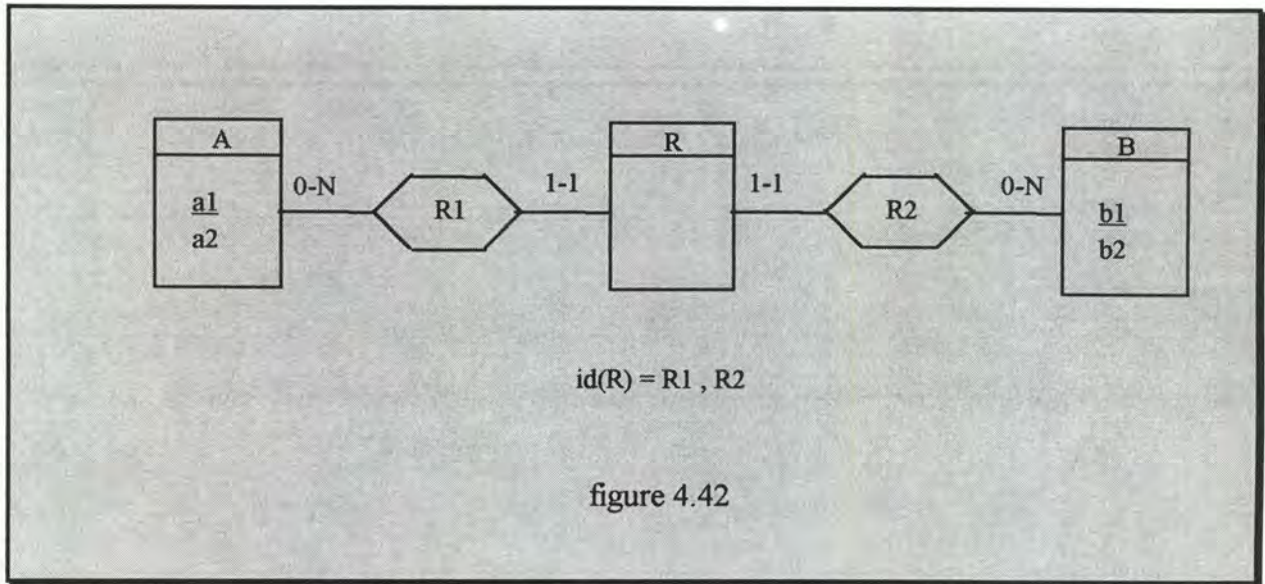 A R B
0-N R1 1-1 1-1 R2 0-N
a1 b1
a2 b2
id(R) = R1 , R2
figure 4.42